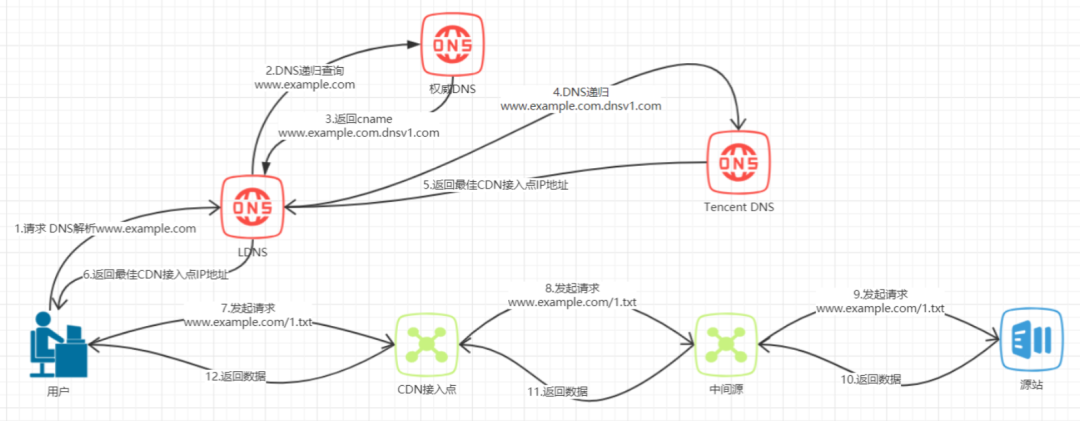 DNS
2.DNS递归查询
www.example.com
权威DNS
4.DNS递归
www.example.com.dnsv1.com
3.返回cname
www.example.com.dnsv1.com
DNS
5.返回最佳CDN接入点IP地址
Tencent DNS
DNS
1.请求 DNS解析www.example.com
LDNS
6.返回最佳CDN接入点IP地址
7.发起请求
www.example.com/1.txt
8.发起请求
www.example.com/1.txt
9.发起请求
www.example.com/1.txt
12.返回数据
11.返回数据
10.返回数据
用户
CDN接入点
中间源
源站